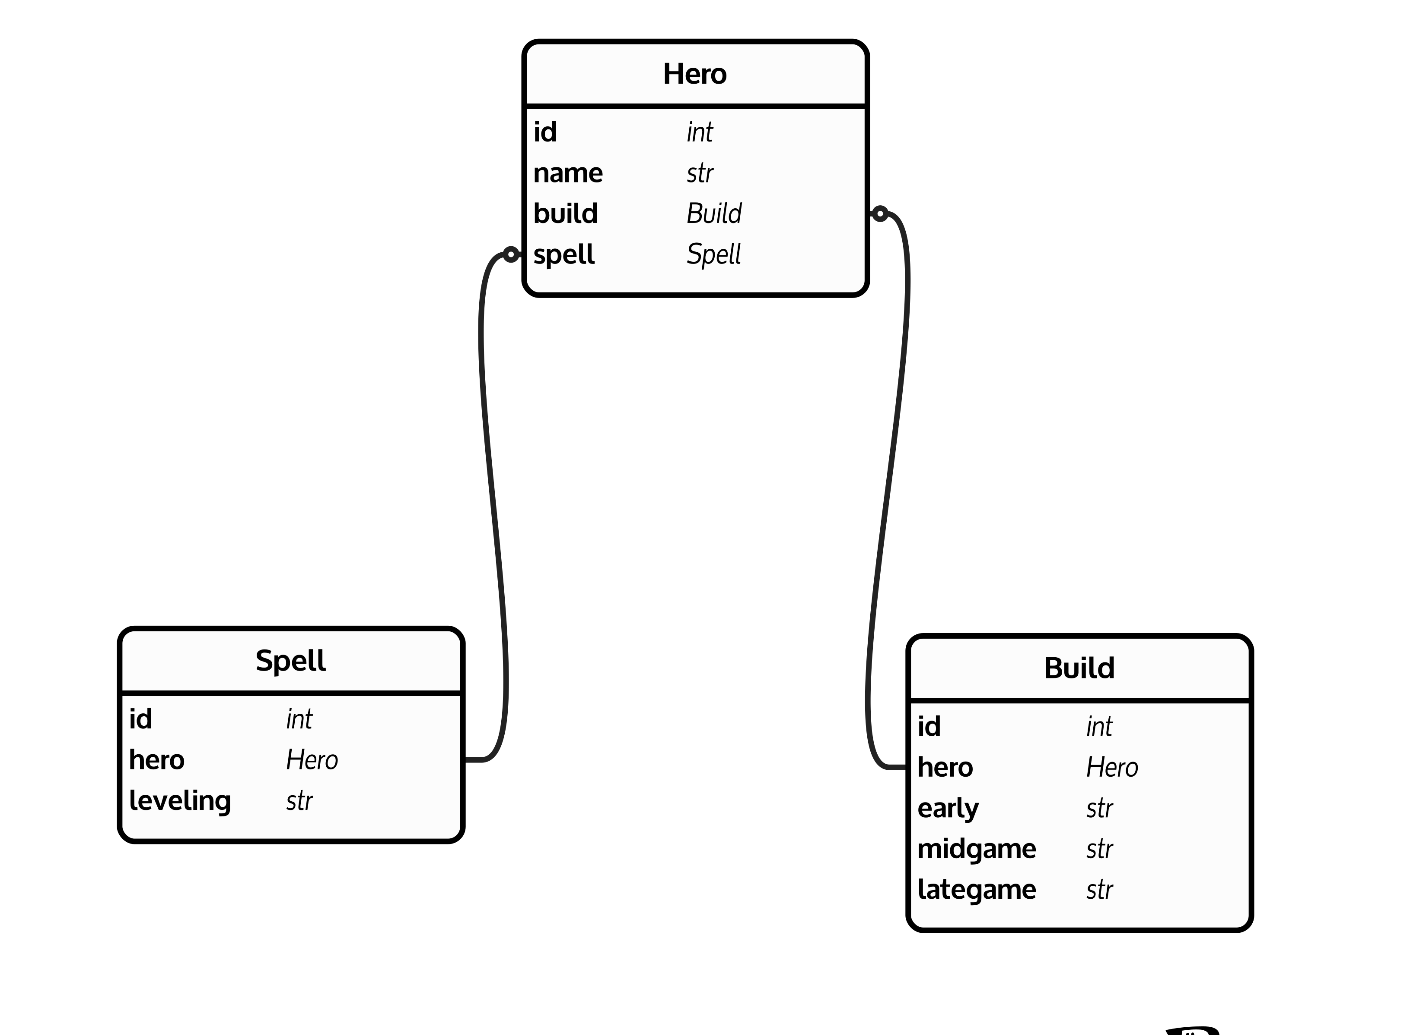 Hero
id int
name str
build Build
spell Spell
Spell
id int
hero Hero
leveling str
Build
id int
hero Hero
early str
midgame str
lategame str